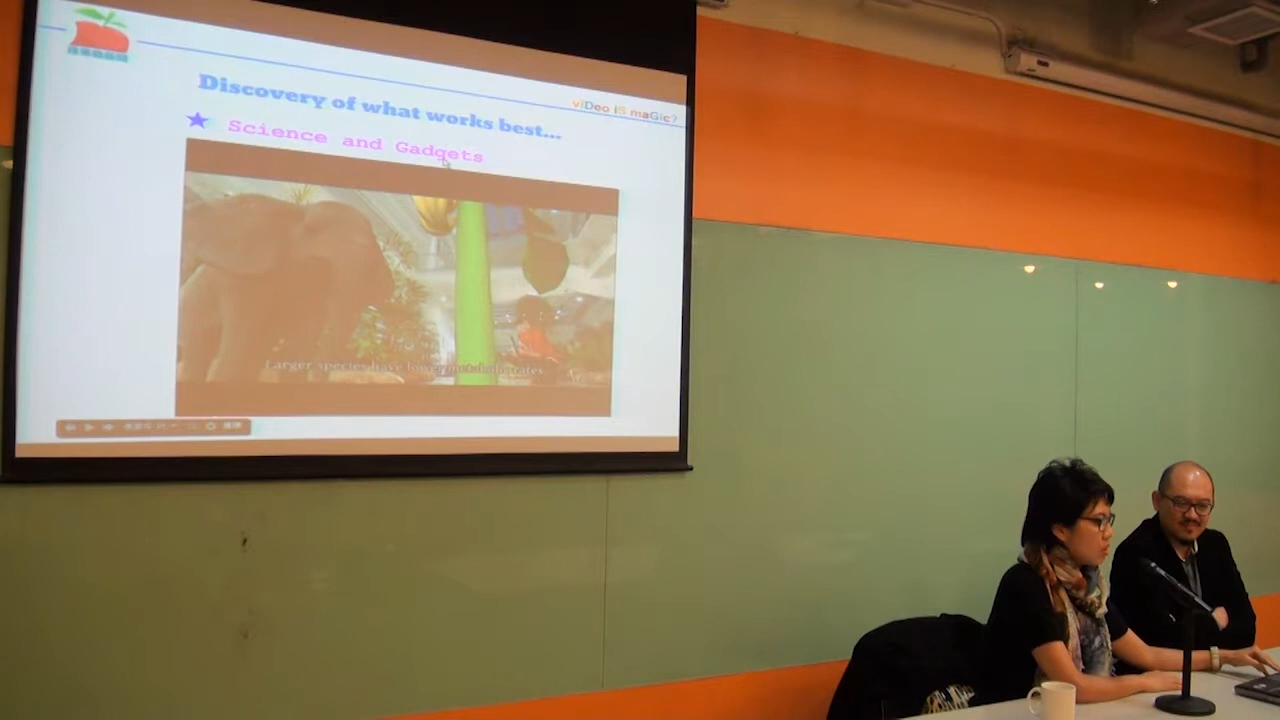 Discovery of what works best...
viDeo iS maGic?
Science and Gadgets
Larger species have lower metabolic rates